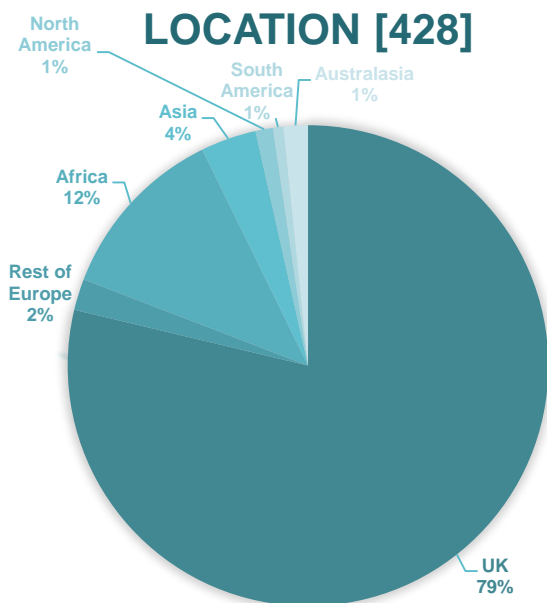 LOCATION [428]
North
America
1%
South
America
1%
Australasia
1%
Asia
4%
Africa
12%
Rest of
Europe
2%
UK
79%